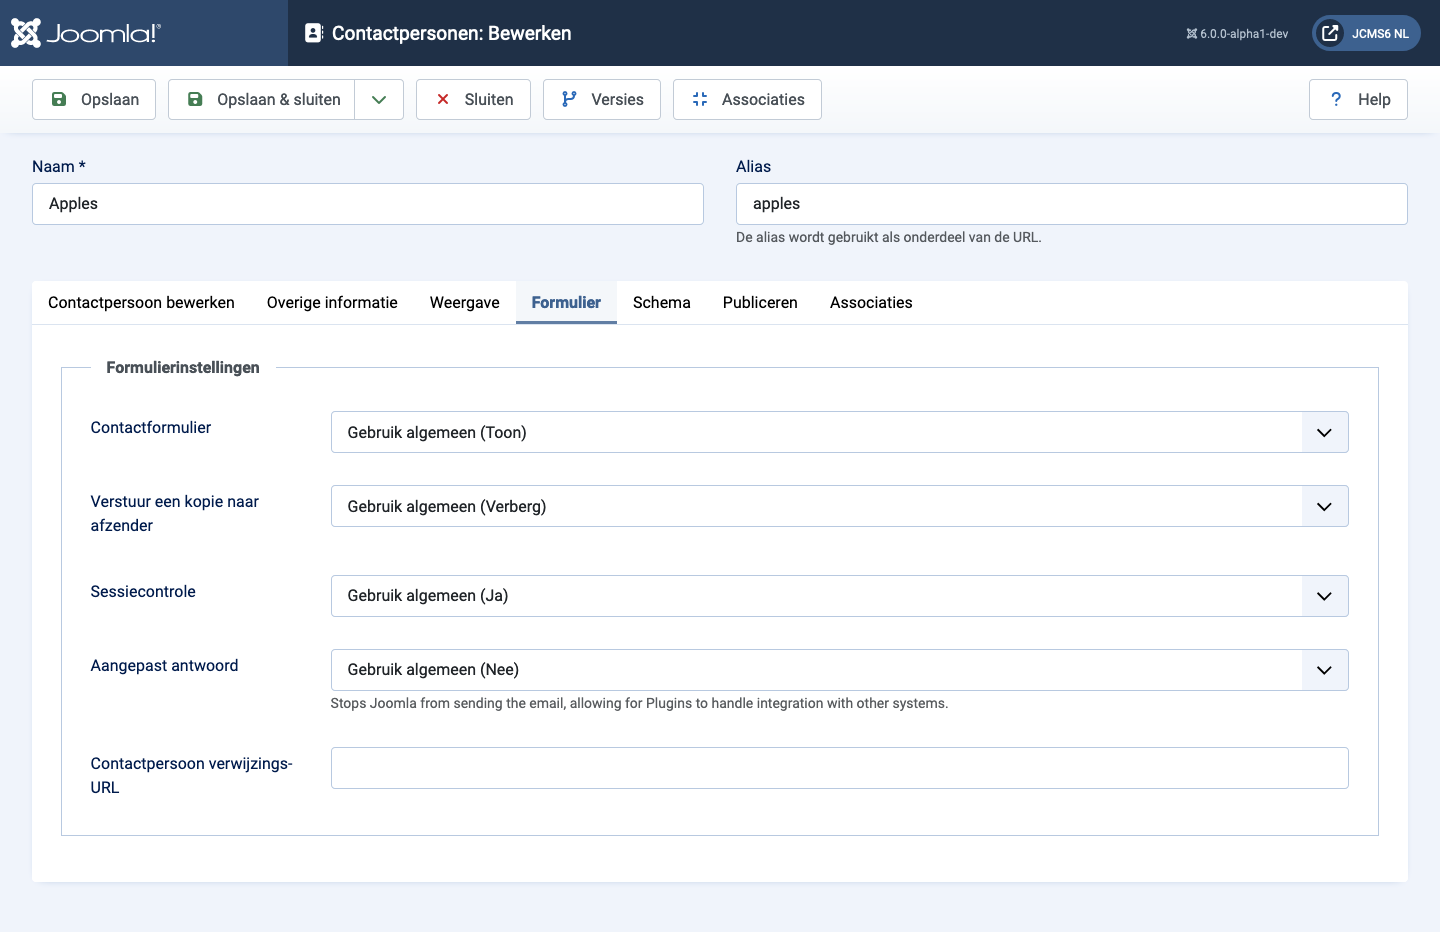 Joomla!®
Contactpersonen: Bewerken
6.0.0-alpha1-dev
JCMS6 NL
Opslaan
Opslaan & sluiten
Sluiten
Versies
Associaties
? Help
Naam *
Alias
Apples
apples
De alias wordt gebruikt als onderdeel van de URL.
Contactpersoon bewerken
Overige informatie
Weergave
Formulier
Schema
Publiceren
Associaties
Formulierinstellingen
Contactformulier
Gebruik algemeen (Toon)
Verstuur een kopie naar
afzender
Gebruik algemeen (Verberg)
Sessiecontrole
Gebruik algemeen (Ja)
Aangepast antwoord
Gebruik algemeen (Nee)
Stops Joomla from sending the email, allowing for Plugins to handle integration with other systems.
Contactpersoon verwijzings-
URL